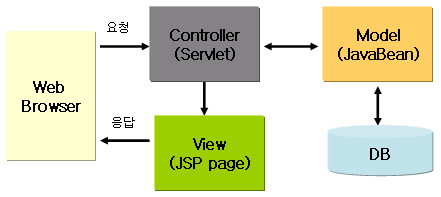 요청
Controller
(Servlet)
Model
(JavaBean)
Web
Browser
응답
View
(JSP page)
DB